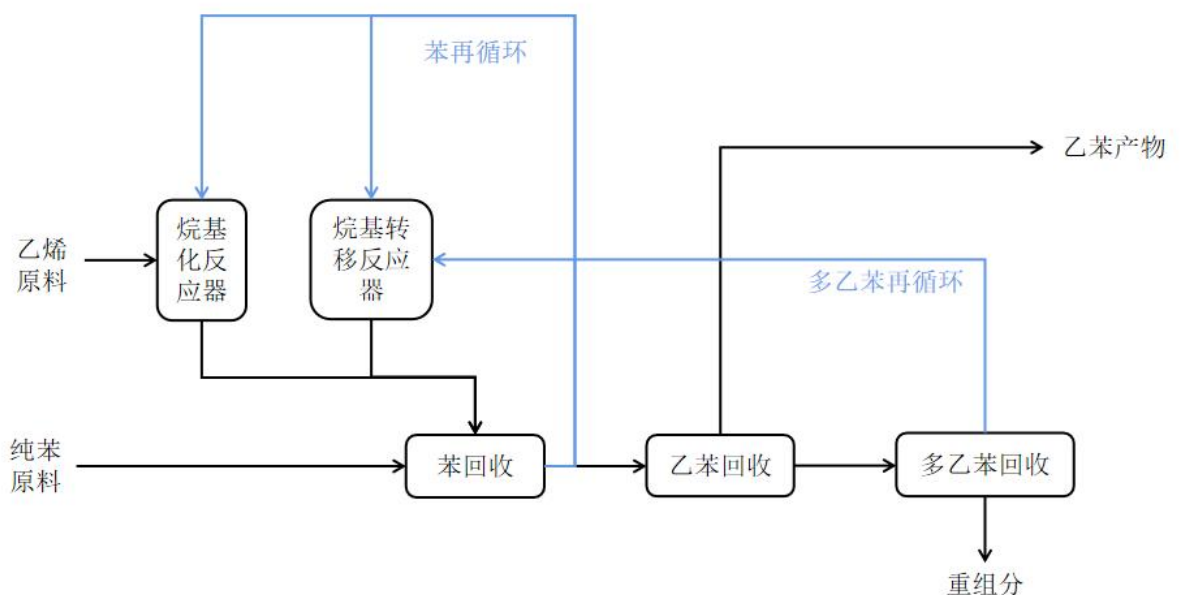 苯再循环
乙苯产物
乙烯
原料
烷基
化反
应器
烷基转
移反应
器
多乙苯再循环
纯苯
原料
苯回收
乙苯回收
多乙苯回收
重组分